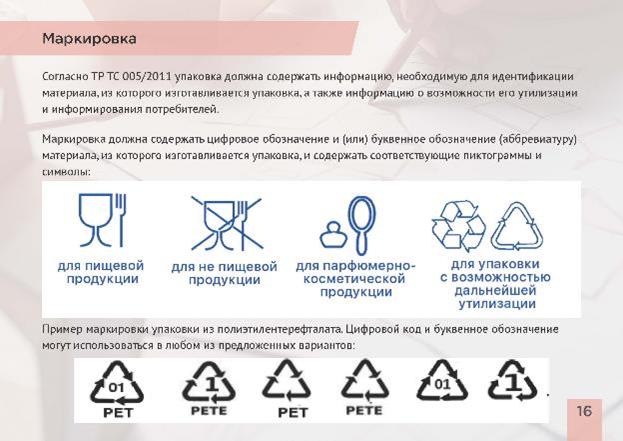 Маркировка
Согласно ТР ТС 005/2011 упаковка должна содержать информацию, необходимую для идентификации
материала, из которого изготавливается упаковка, а также информацию о возможности его утилизации
и информирования потребителей.
Маркировка должна содержать цифровое обозначение и (или) буквенное обозначение (аббревиатуру)
материала, из которого изготавливается упаковка, и содержать соответствующие пиктограммы и
символы:
для пищевой
продукции
для не пищевой
продукции
для парфюмерно-
косметической
продукции
для упаковки
с возможностью
дальнейшей
утилизации
Пример маркировки упаковки из полиэтилентерефталата. Цифровой код и буквенное обозначение
могут использоваться в любом из предложенных вариантов:
01
PET
1
PETE
PET
PETE
01
1
.
16